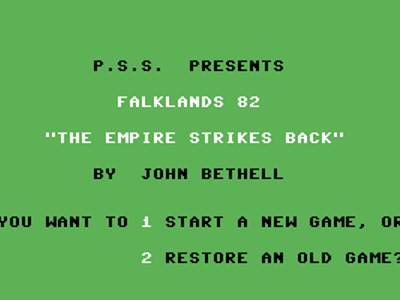 P.S.S. PRESENTS
FALKLANDS 82
"THE EMPIRE STRIKES BACK"
BY JOHN BETHELL
YOU WANT TO 1 START A NEW GAME, OR
2 RESTORE AN OLD GAME?